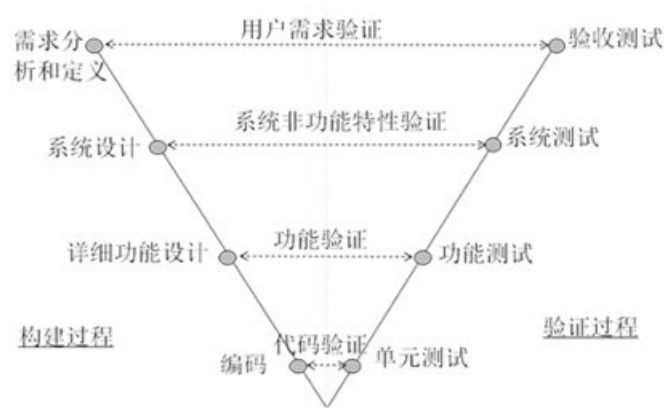 用户需求验证
需求分
析和定义
验收测试
系统非功能特性验证
系统设计
系统测试
功能验证
详细功能设计
功能测试
构建过程
验证过程
代码验证
编码
单元测试